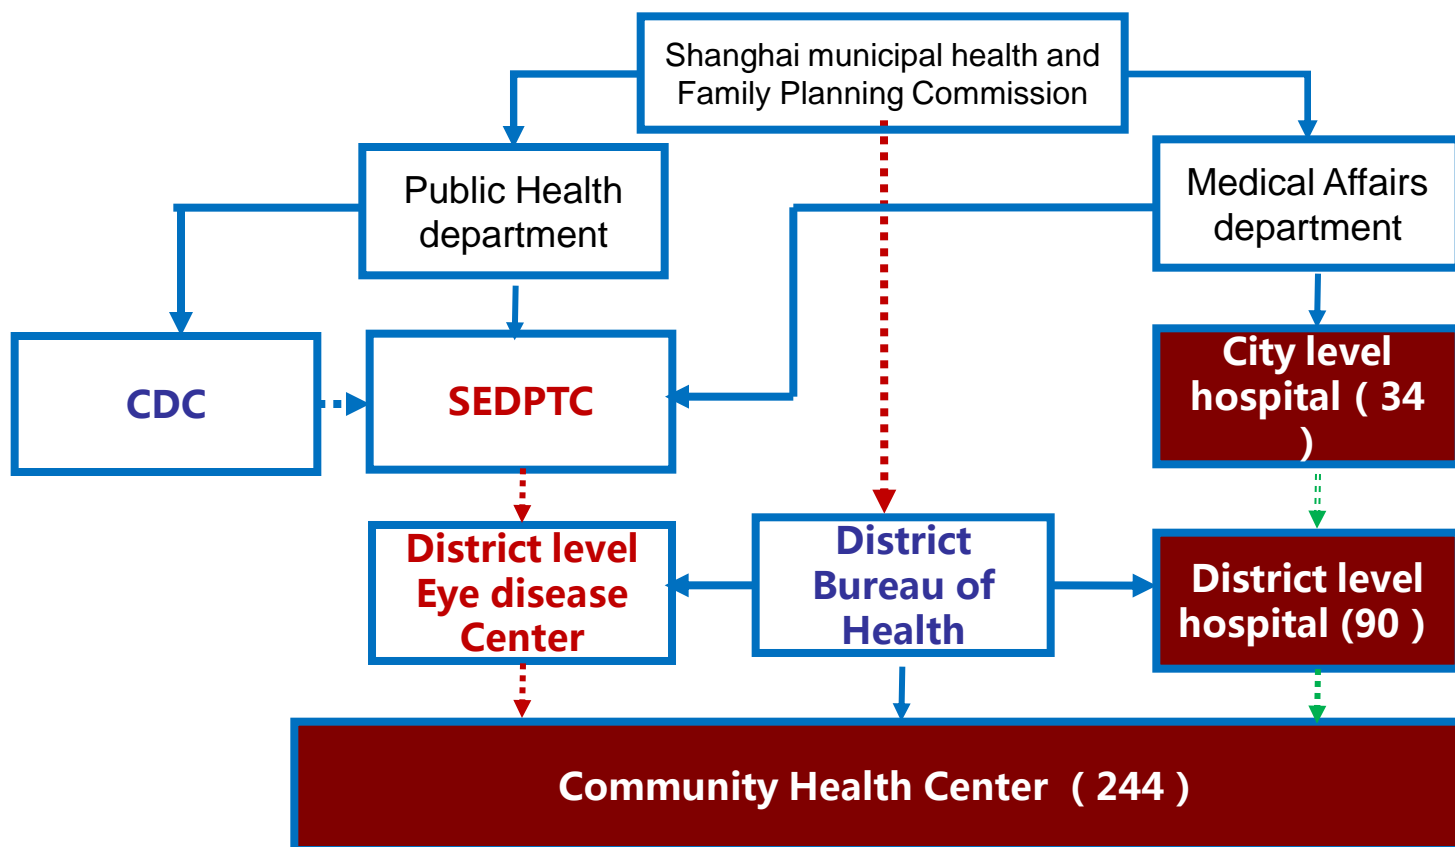 Shanghai municipal health and
Family Planning Commission
Public Health
department
Medical Affairs
department
CDC
SEDPTC
City level
hospital ( 34
)
District level
Eye disease
Center
District
Bureau of
Health
District level
hospital (90 )
Community Health Center ( 244 )